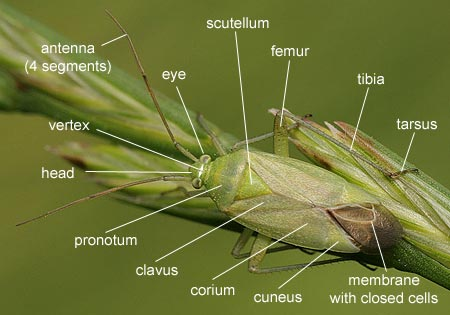 antenna
(4 segments)
scutellum
femur
eye
tibia
vertex
tarsus
head
pronotum
clavus
corium
cuneus
membrane
with closed cells